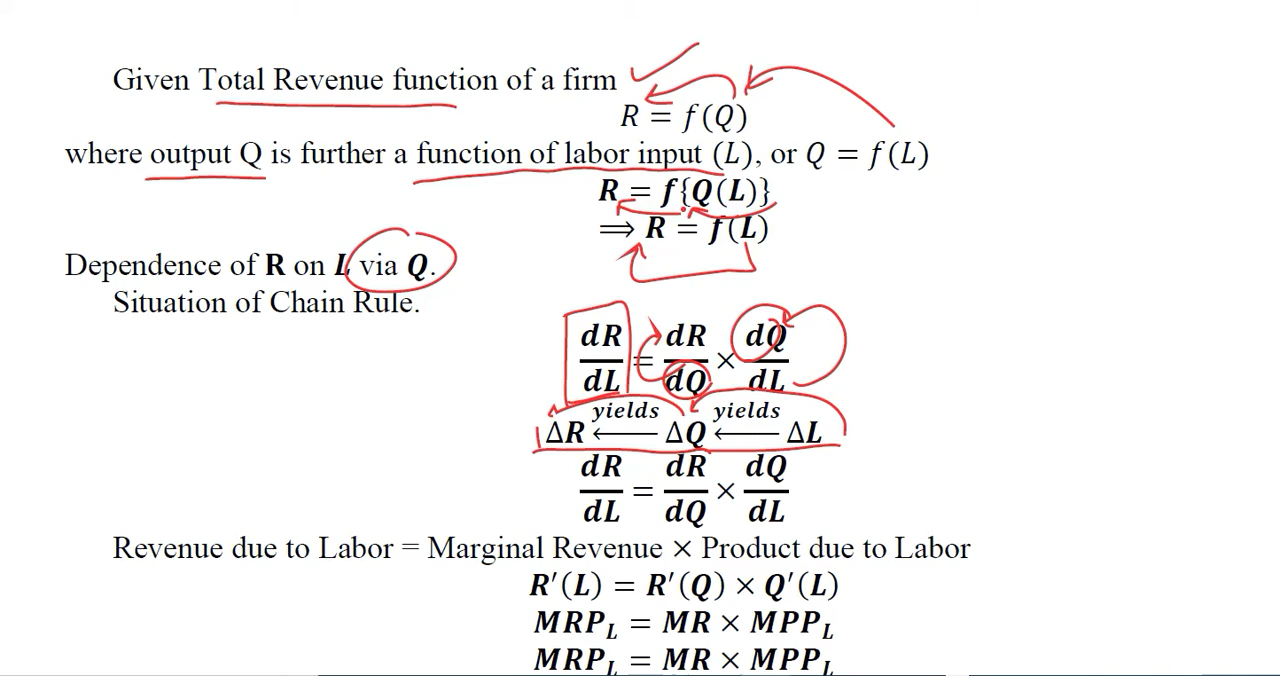 Given Total Revenue function of a firm
R = f(Q)
where output Q is further a function of labor input (L), or Q = f(L)
R = f{Q(L)}
⟹ R = f(L)
Dependence of R on L via Q.
Situation of Chain Rule.
dR/dL = dR/dQ × dQ/dL
ΔR ←yields ΔQ ←yields ΔL
dR/dL = dR/dQ × dQ/dL
Revenue due to Labor = Marginal Revenue × Product due to Labor
R′(L) = R′(Q) × Q′(L)
MRP_L = MR × MPP_L
MRP_L = MR × MPP_L